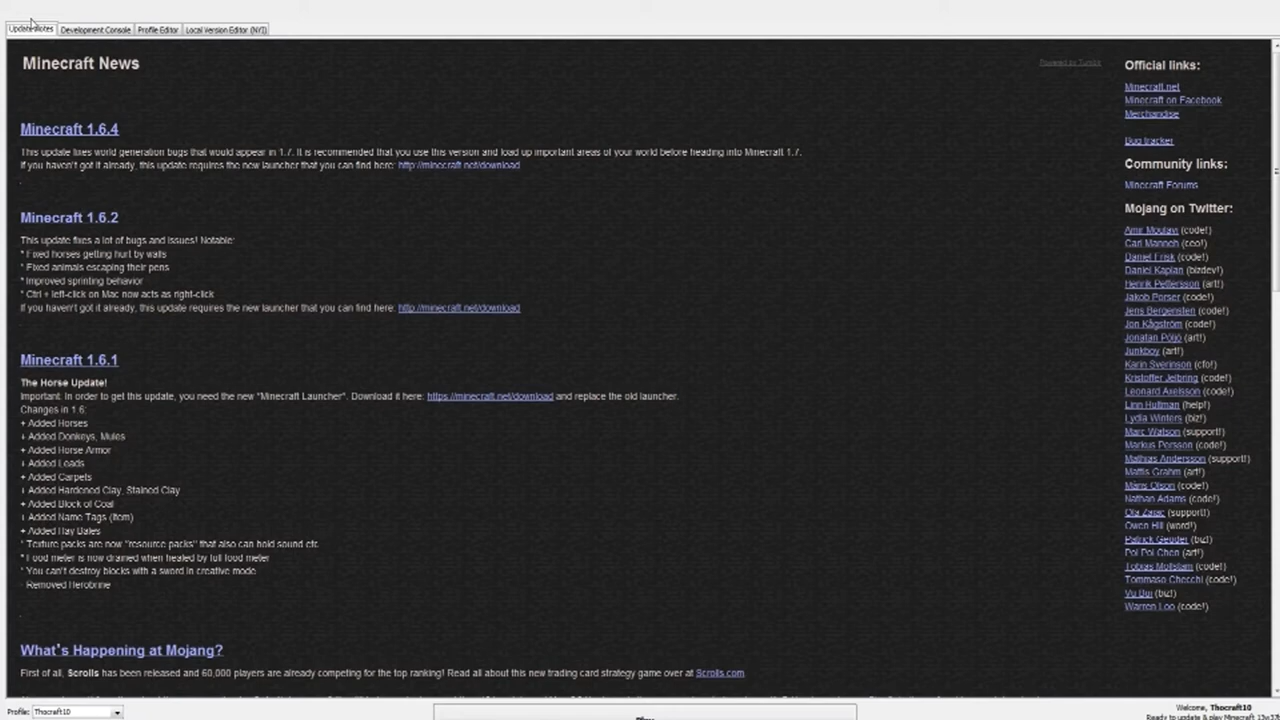 Update Notes
Development Console
Profile Editor
Local Version Editor (NYI)
Minecraft News
Powered by Tumblr
Minecraft 1.6.4
This update fixes world generation bugs that would appear in 1.7. It is recommended that you use this version and load up important areas of your world before heading into Minecraft 1.7.
If you haven't got it already, this update requires the new launcher that you can find here: http://minecraft.net/download
Minecraft 1.6.2
This update fixes a lot of bugs and issues! Notable:
* Fixed horses getting hurt by walls
* Fixed animals escaping their pens
* Improved sprinting behavior
* Ctrl + left-click on Mac now acts as right-click
If you haven't got it already, this update requires the new launcher that you can find here: http://minecraft.net/download
Minecraft 1.6.1
The Horse Update!
Important: In order to get this update, you need the new "Minecraft Launcher". Download it here: https://minecraft.net/download and replace the old launcher.
Changes in 1.6:
+ Added Horses
+ Added Donkeys, Mules
+ Added Horse Armor
+ Added Leads
+ Added Carpets
+ Added Hardened Clay, Stained Clay
+ Added Block of Coal
+ Added Name Tags (item)
+ Added Hay Bales
* Texture packs are now "resource packs" that also can hold sound etc
* Food meter is now drained when healed by full food meter
* You can't destroy blocks with a sword in creative mode
- Removed Herobrine
What's Happening at Mojang?
First of all, Scrolls has been released and 60,000 players are already competing for the top ranking! Read all about this new trading card strategy game over at Scrolls.com
Official links:
Minecraft.net
Minecraft on Facebook
Merchandise
Bug tracker
Community links:
Minecraft Forums
Mojang on Twitter:
Amir Moulavi (code!)
Carl Manneh (ceo!)
Daniel Frisk (code!)
Daniel Kaplan (bizdev!)
Henrik Pettersson (art!)
Jakob Porser (code!)
Jens Bergensten (code!)
Jon Kågström (code!)
Jonatan Pöljö (art!)
Junkboy (art!)
Karin Severinson (cfo!)
Kristoffer Jelbring (code!)
Leonard Axelsson (code!)
Linn Hultman (help!)
Lydia Winters (biz!)
Marc Watson (support!)
Markus Persson (code!)
Mathias Andersson (support!)
Mattis Grahm (art!)
Måns Olson (code!)
Nathan Adams (code!)
Ola Zajac (support!)
Owen Hill (word!)
Patrick Geuder (biz!)
Poi Poi Chen (art!)
Tobias Möllstam (code!)
Tommaso Checchi (code!)
Vu Bui (biz!)
Warren Loo (code!)
Profile: Thocraft10
Play
Welcome, Thocraft10
Ready to update & play Minecraft